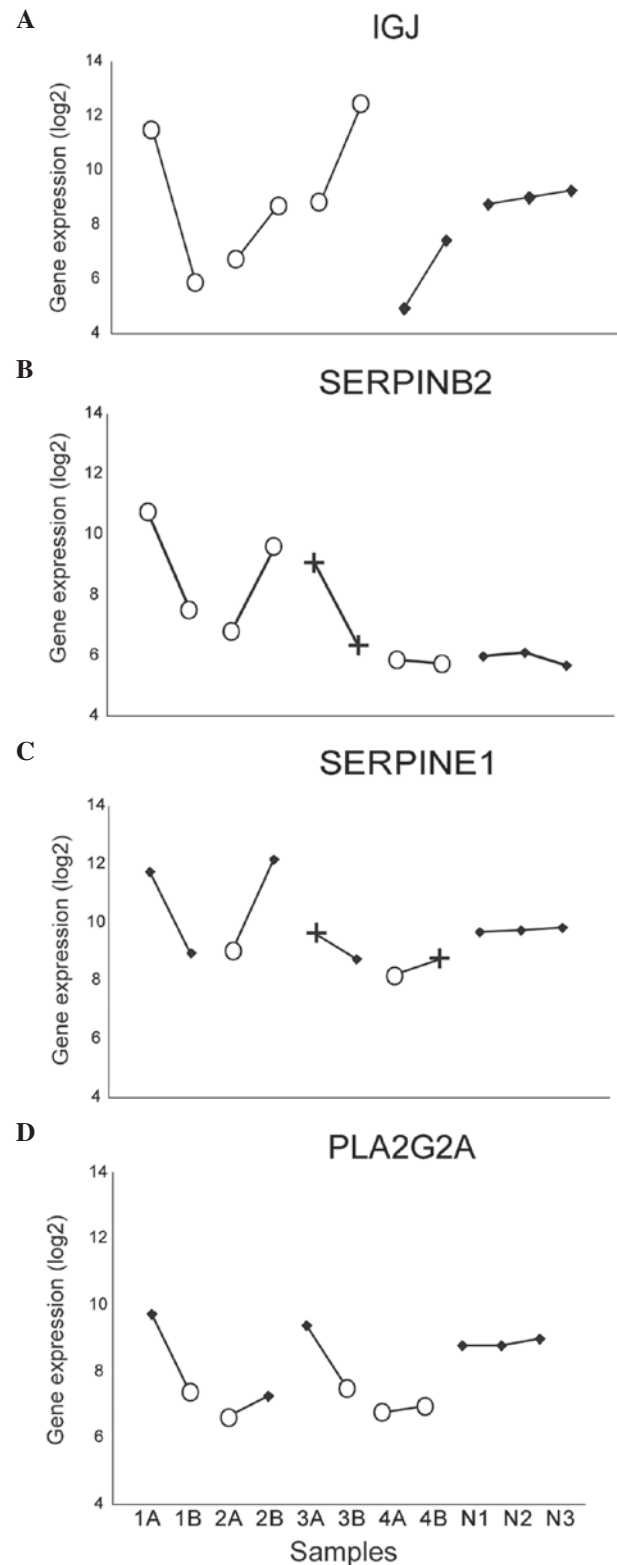 A
IGJ
Gene expression (log2)
14
12
10
8
6
4
B
SERPINB2
Gene expression (log2)
14
12
10
8
6
4
C
SERPINE1
Gene expression (log2)
14
12
10
8
6
4
D
PLA2G2A
Gene expression (log2)
14
12
10
8
6
4
1A 1B 2A 2B 3A 3B 4A 4B N1 N2 N3
Samples